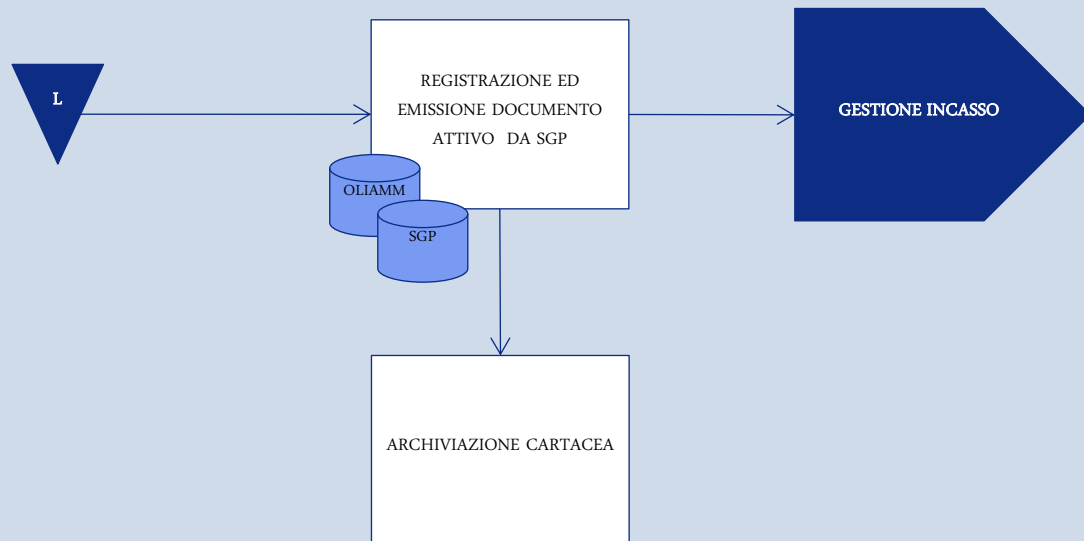 L
REGISTRAZIONE ED
EMISSIONE DOCUMENTO
ATTIVO DA SGP
GESTIONE INCASSO
OLIAMM
SGP
ARCHIVIAZIONE CARTACEA